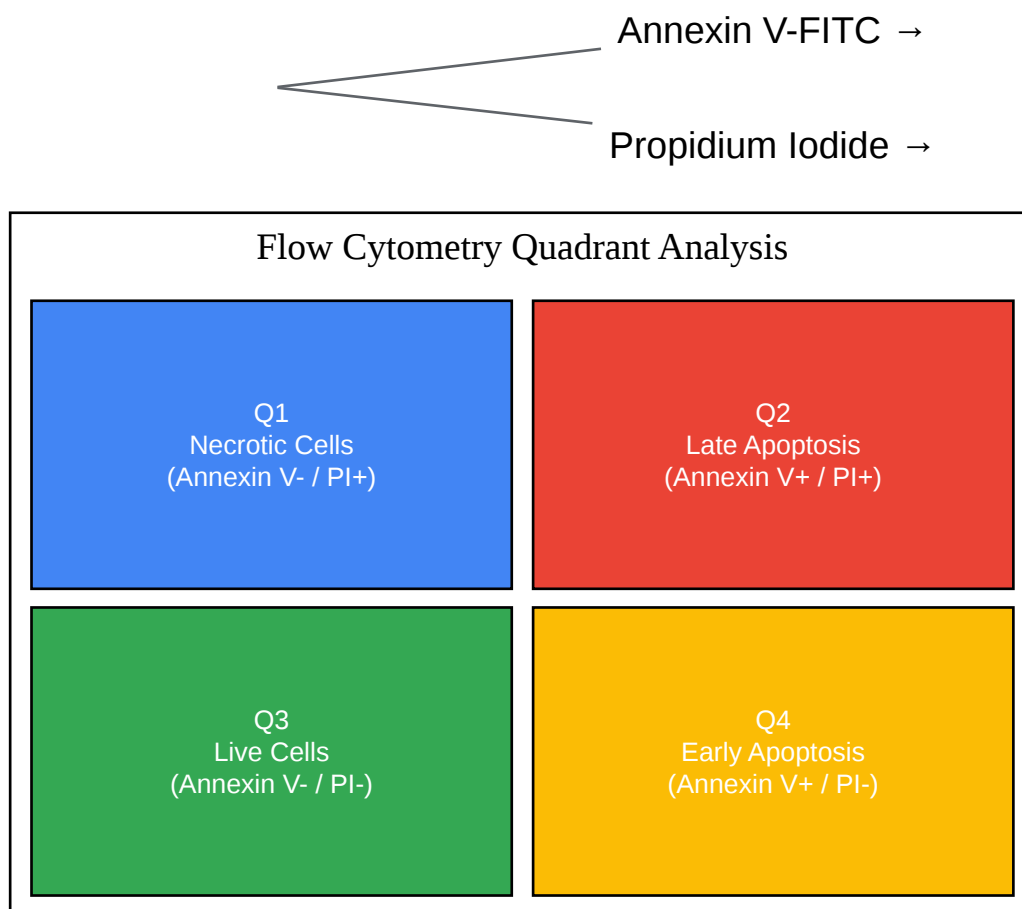 Annexin V-FITC →
Propidium Iodide →
Flow Cytometry Quadrant Analysis
Q1
Necrotic Cells
(Annexin V- / PI+)
Q2
Late Apoptosis
(Annexin V+ / PI+)
Q3
Live Cells
(Annexin V- / PI-)
Q4
Early Apoptosis
(Annexin V+ / PI-)